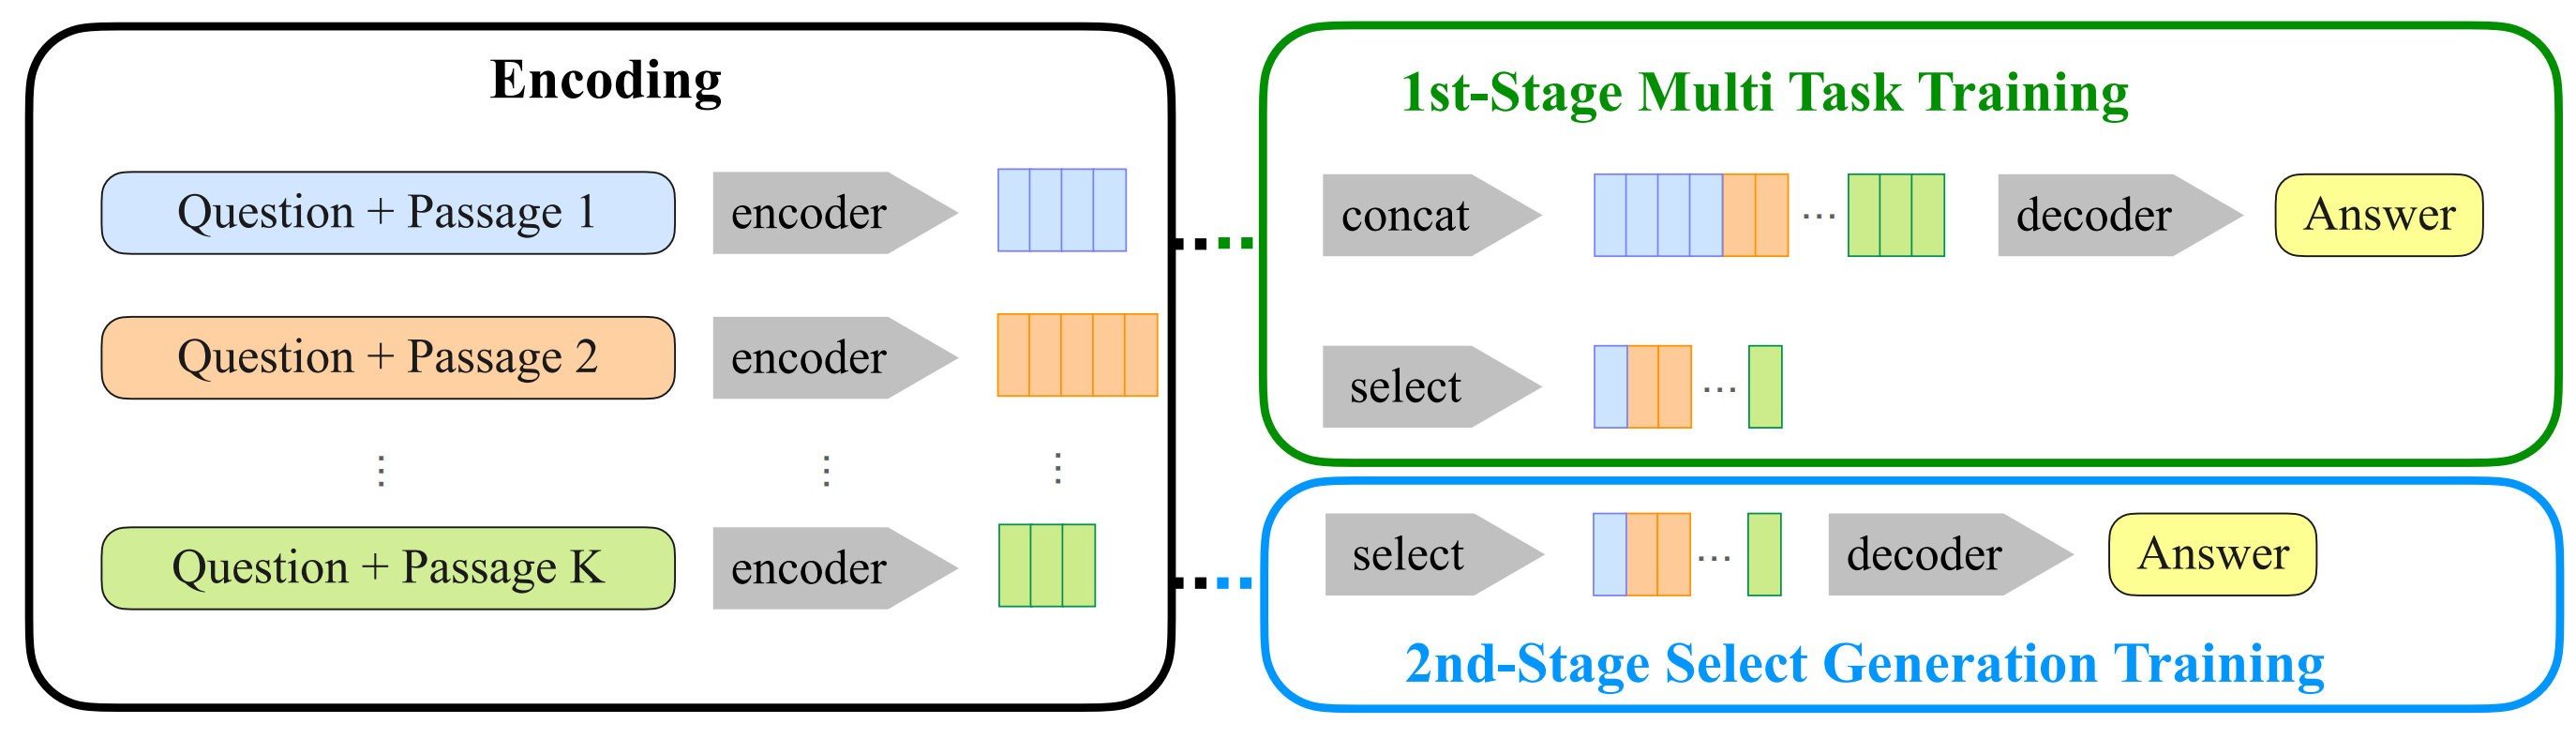 Encoding
Question + Passage 1
encoder
Question + Passage 2
encoder
⋮
⋮
⋮
Question + Passage K
encoder
1st-Stage Multi Task Training
concat
...
decoder
Answer
select
...
select
...
decoder
Answer
2nd-Stage Select Generation Training